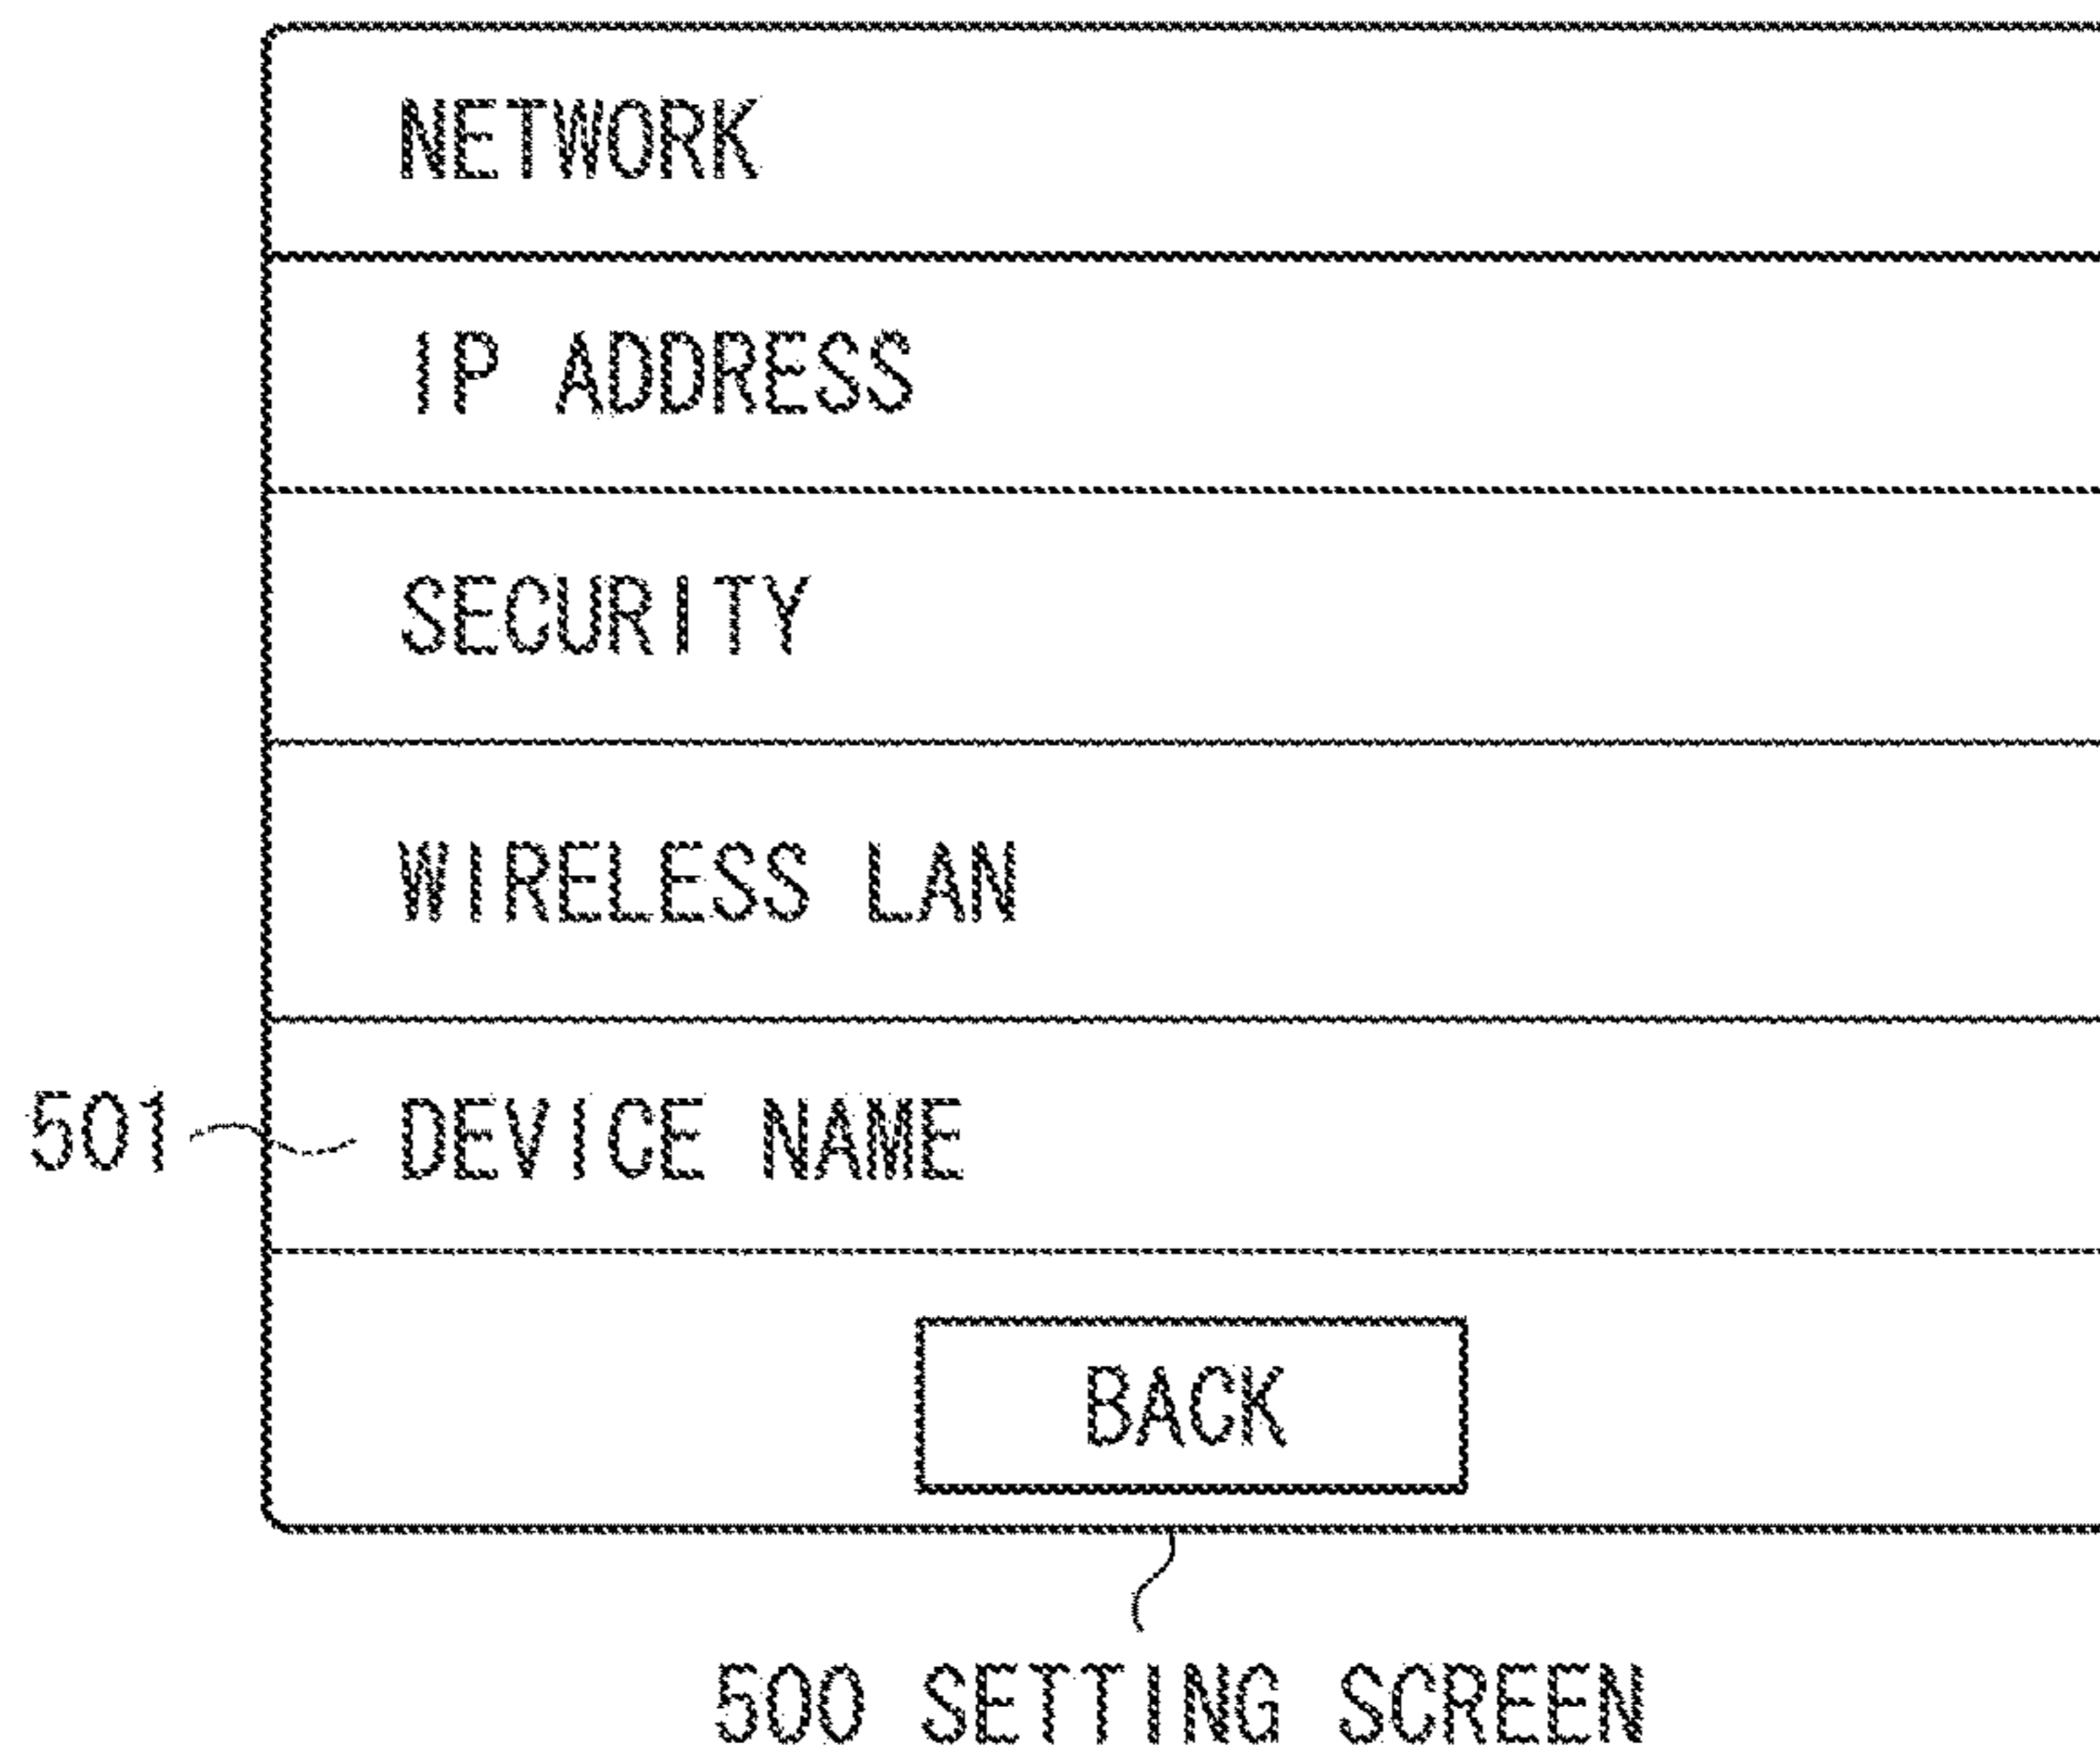 NETWORK
IP ADDRESS
SECURITY
WIRELESS LAN
501 DEVICE NAME
BACK
500 SETTING SCREEN